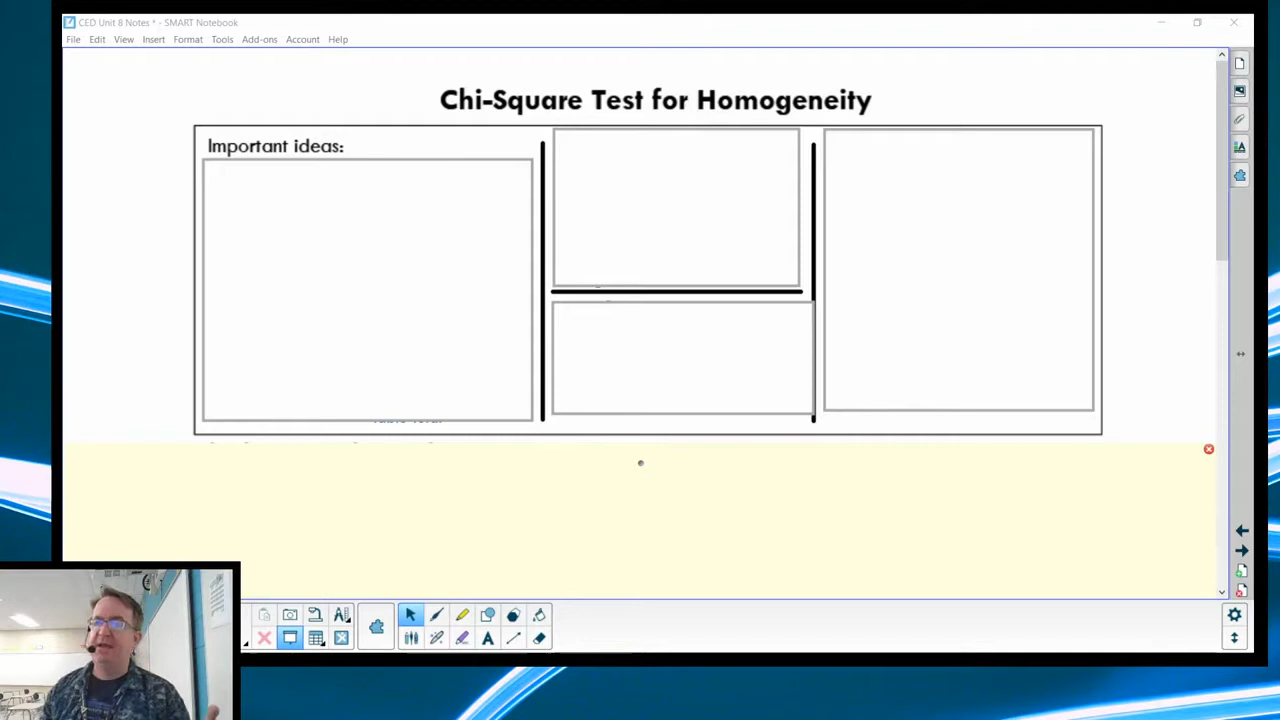 CED Unit 8 Notes * - SMART Notebook
File Edit View Insert Format Tools Add-ons Account Help
Chi-Square Test for Homogeneity
Important ideas: